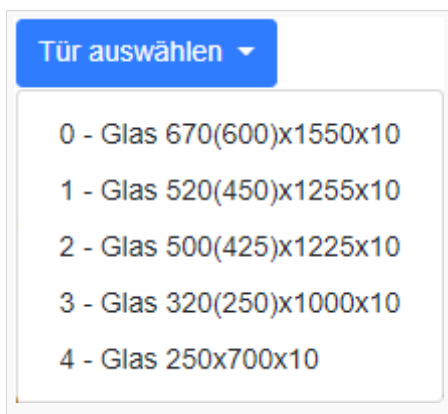 Tür auswählen
0 - Glas 670(600)x1550x10
1 - Glas 520(450)x1255x10
2 - Glas 500(425)x1225x10
3 - Glas 320(250)x1000x10
4 - Glas 250x700x10